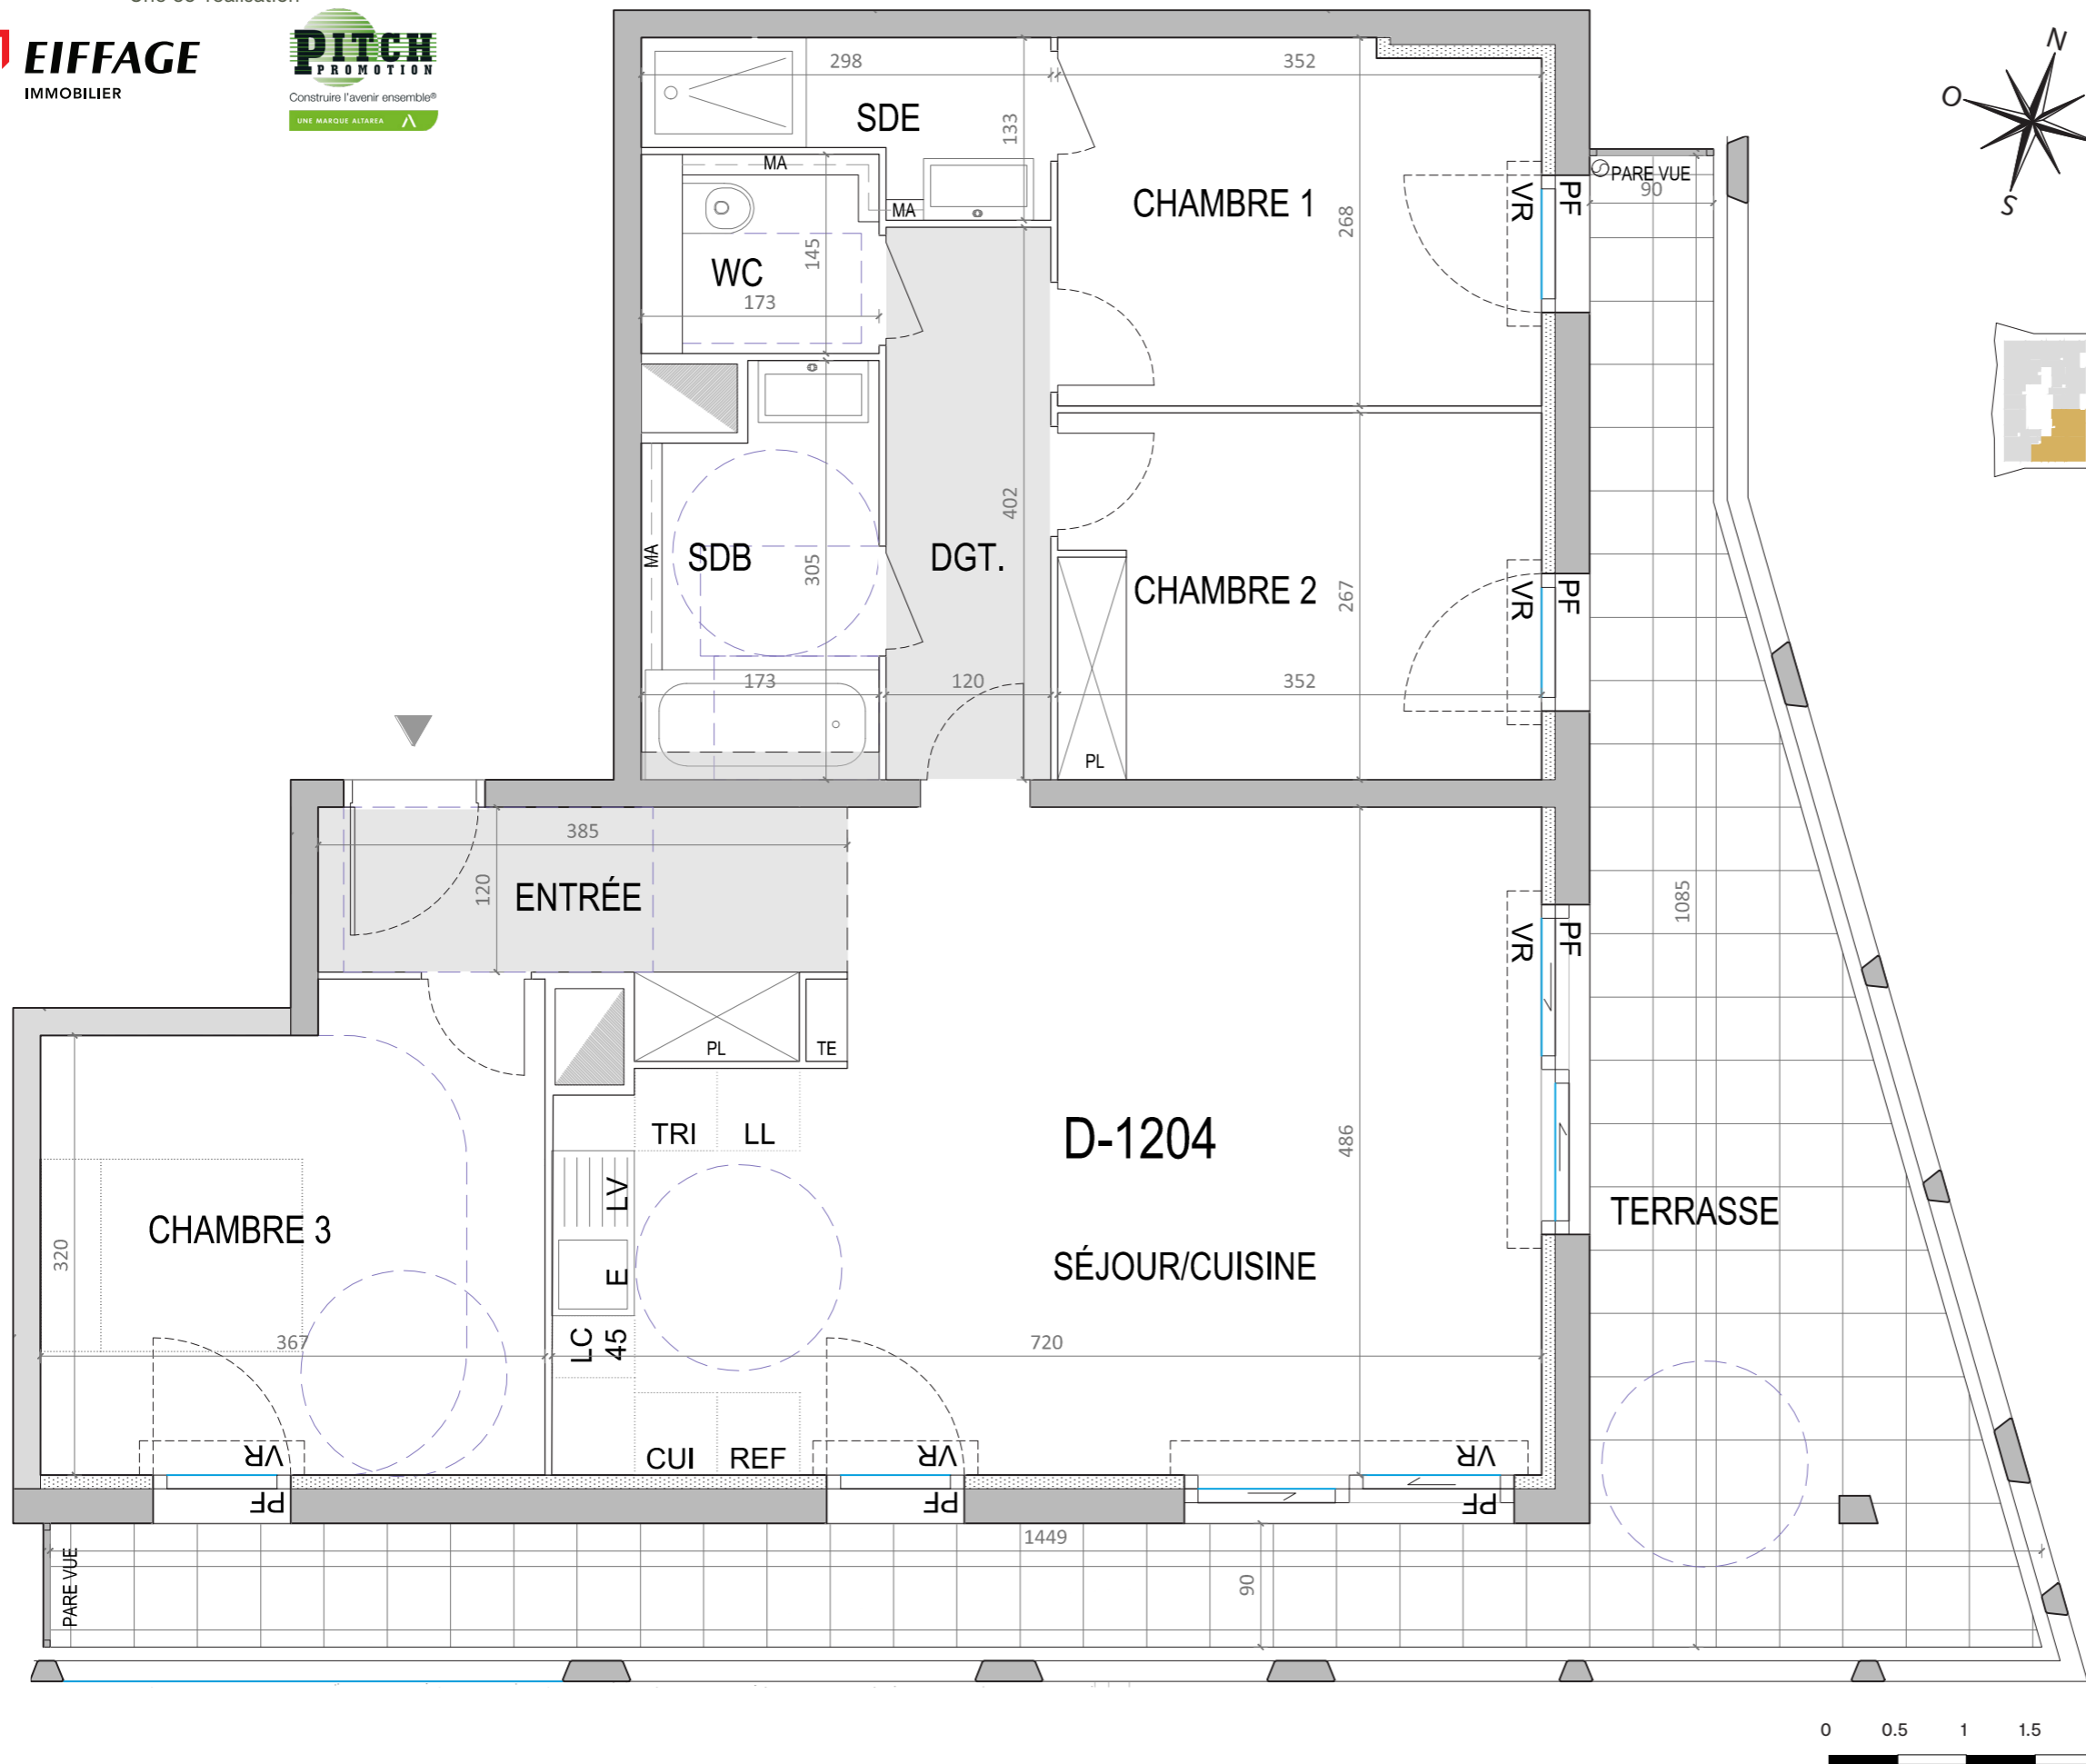 Une co-réalisation
EIFFAGE
IMMOBILIER
PITCH
PROMOTION
Construire l'avenir ensemble®
UNE MARQUE ALTAREA
N
O
S
298
352
SDE
133
MA
MA
CHAMBRE 1
268
VR
PF
PARE VUE
90
WC
145
173
SDB
MA
305
DGT.
402
CHAMBRE 2
267
VR
PF
173
120
352
PL
385
120
ENTRÉE
VR
PF
1085
PL
TE
TRI
LL
D-1204
486
LV
CHAMBRE 3
320
TERRASSE
E
SÉJOUR/CUISINE
LC
45
367
720
CUI
REF
VR
VR
VR
PF
PF
PF
1449
PARE VUE
90
0
0.5
1
1.5